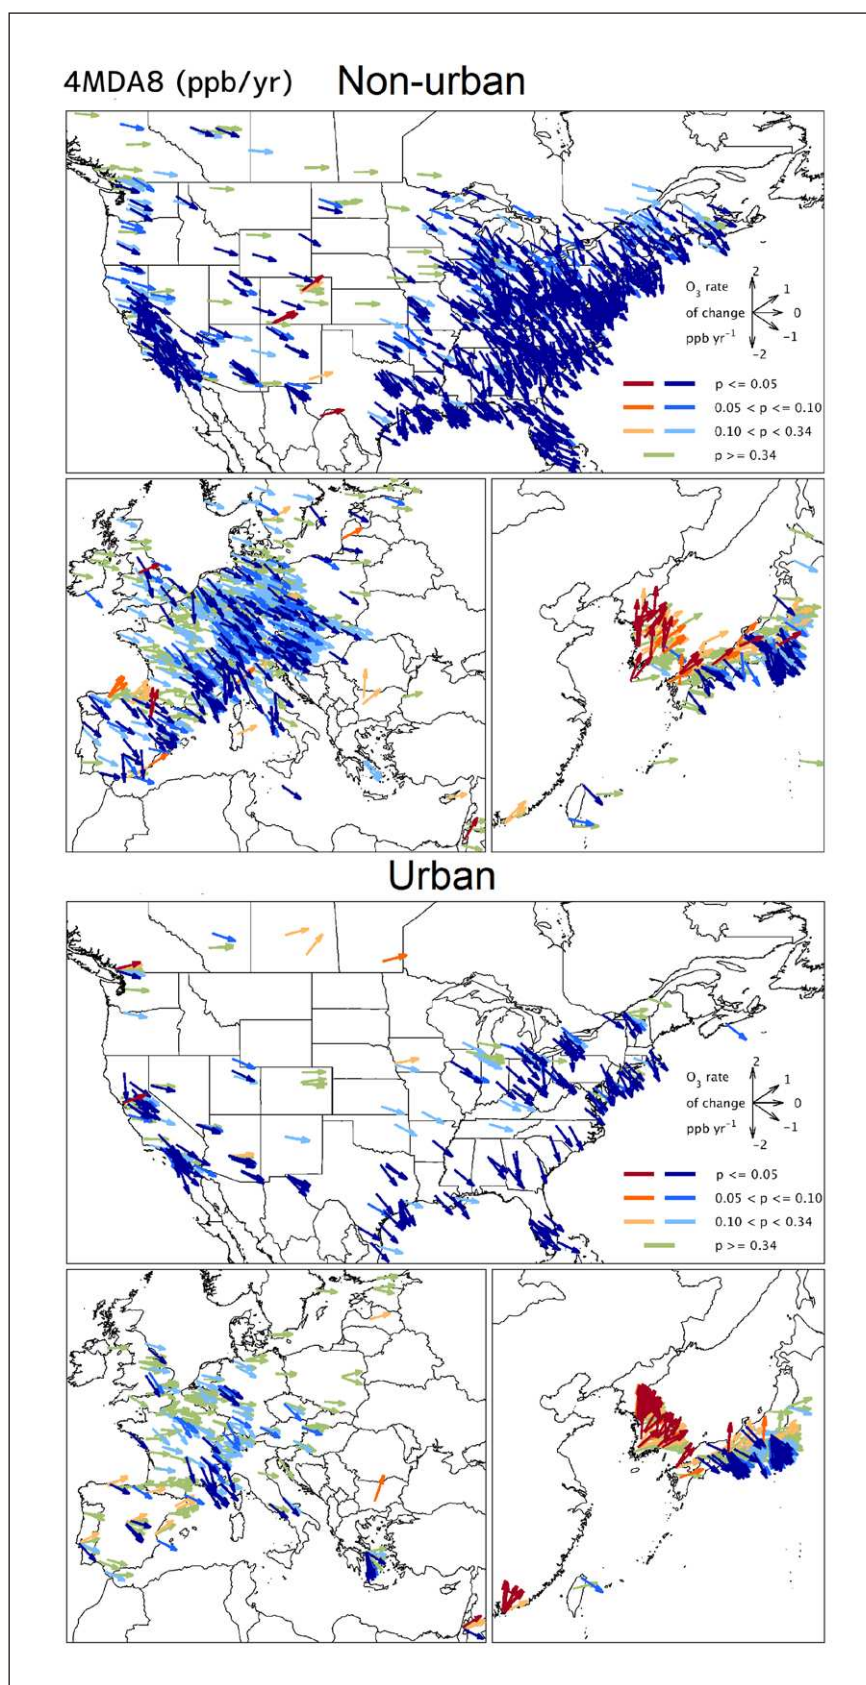 4MDA8 (ppb/yr) Non-urban
2
O₃ rate
1
of change
0
ppb yr⁻¹
-1
-2
p <= 0.05
0.05 < p <= 0.10
0.10 < p < 0.34
p >= 0.34
Urban
2
O₃ rate
1
of change
0
ppb yr⁻¹
-1
-2
p <= 0.05
0.05 < p <= 0.10
0.10 < p < 0.34
p >= 0.34